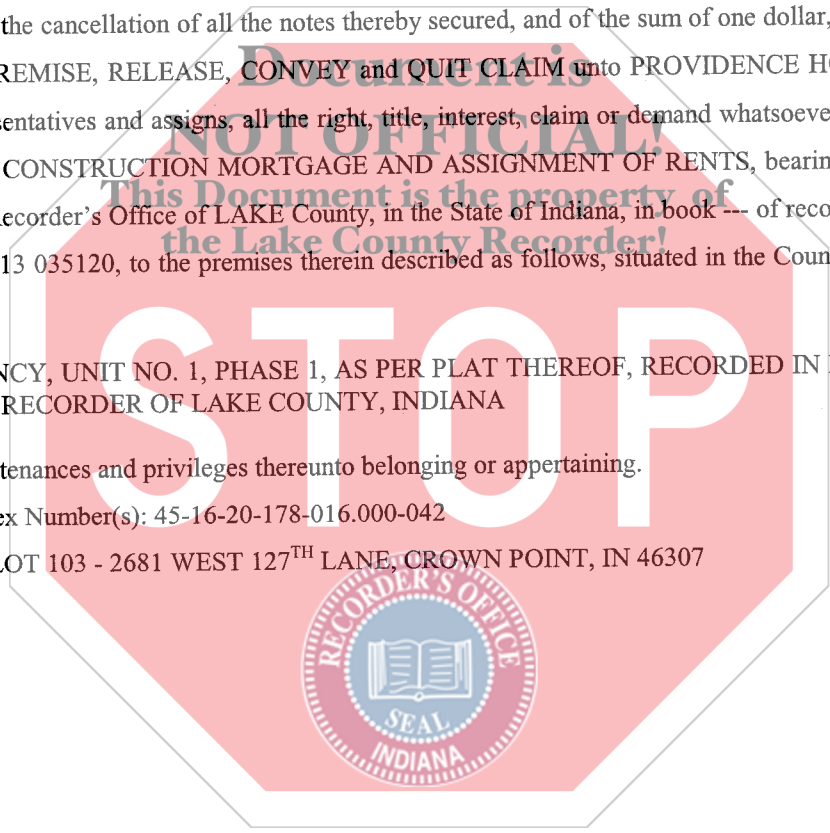 the cancellation of all the notes thereby secured, and of the sum of one dollar,
REMISE, RELEASE, CONVEY and QUIT CLAIM unto PROVIDENCE HO
sentatives and assigns, all the right, title, interest, claim or demand whatsoeve
CONSTRUCTION MORTGAGE AND ASSIGNMENT OF RENTS, bearin
ecorder's Office of LAKE County, in the State of Indiana, in book --- of reco
13 035120, to the premises therein described as follows, situated in the Coun
NCY, UNIT NO. 1, PHASE 1, AS PER PLAT THEREOF, RECORDED IN
RECORDER OF LAKE COUNTY, INDIANA
tenances and privileges thereunto belonging or appertaining.
ex Number(s): 45-16-20-178-016.000-042
LOT 103 - 2681 WEST 127TH LANE, CROWN POINT, IN 46307
Document is
NOT OFFICIAL!
This Document is the property of
the Lake County Recorder!
STOP
RECORDER'S OFFICE
SEAL
INDIANA